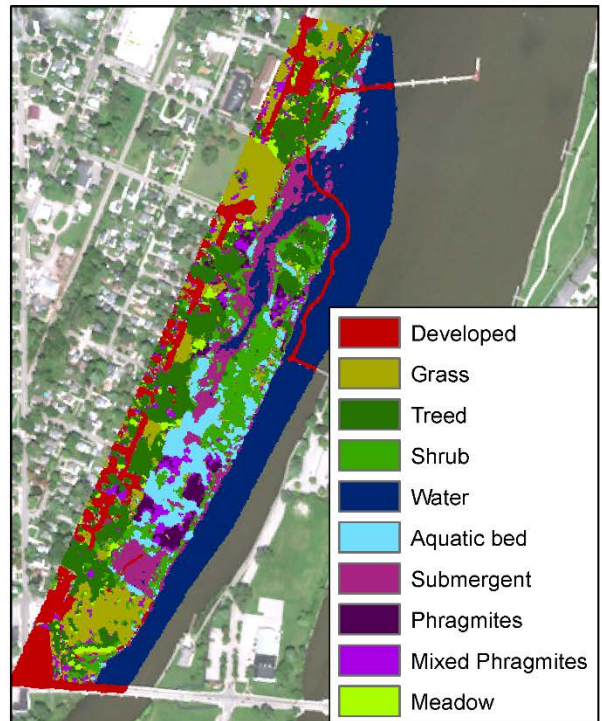 Developed
Grass
Treed
Shrub
Water
Aquatic bed
Submergent
Phragmites
Mixed Phragmites
Meadow